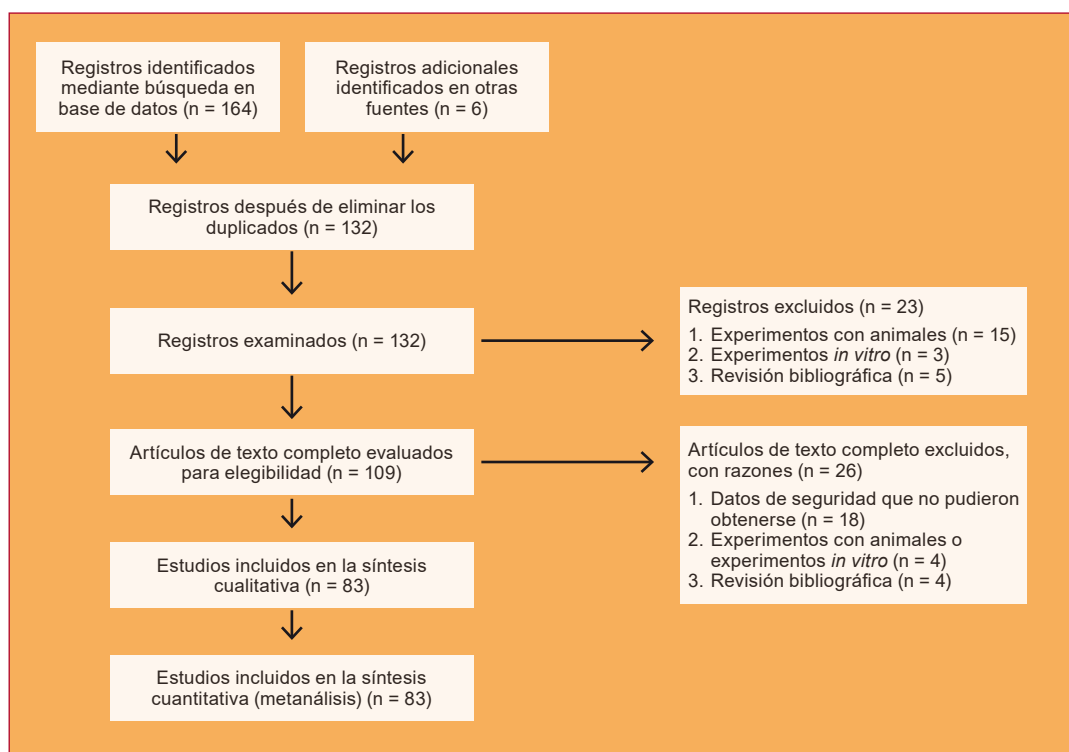 Registros identificados
mediante búsqueda en
base de datos (n = 164)
Registros adicionales
identificados en otras
fuentes (n = 6)
Registros después de eliminar los
duplicados (n = 132)
Registros examinados (n = 132)
Registros excluidos (n = 23)
1. Experimentos con animales (n = 15)
2. Experimentos in vitro (n = 3)
3. Revisión bibliográfica (n = 5)
Artículos de texto completo evaluados
para elegibilidad (n = 109)
Artículos de texto completo excluidos,
con razones (n = 26)
1. Datos de seguridad que no pudieron
obtenerse (n = 18)
2. Experimentos con animales o
experimentos in vitro (n = 4)
3. Revisión bibliográfica (n = 4)
Estudios incluidos en la síntesis
cualitativa (n = 83)
Estudios incluidos en la síntesis
cuantitativa (metanálisis) (n = 83)